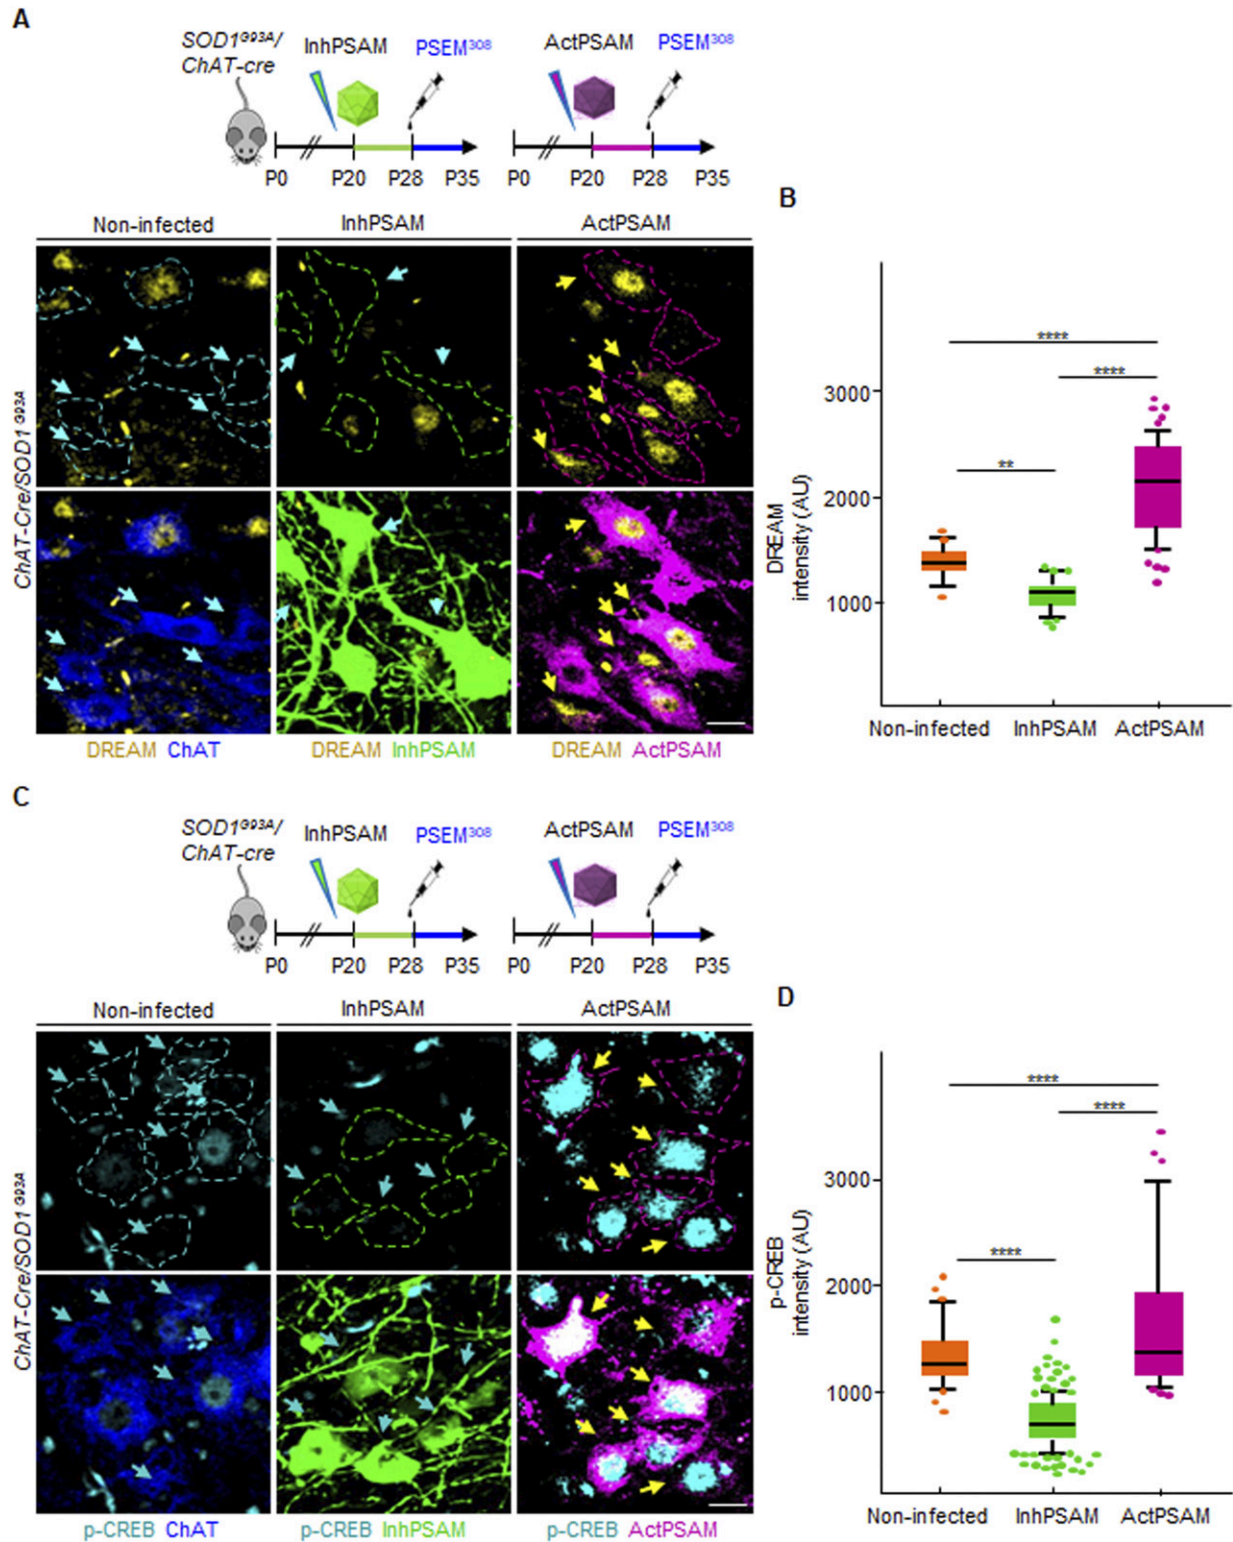 A
SOD1ᴳ⁹³ᴬ/
ChAT-cre
InhPSAM PSEM³⁰⁸
ActPSAM PSEM³⁰⁸
P0 P20 P28 P35
P0 P20 P28 P35
Non-infected InhPSAM ActPSAM
ChAT-Cre/SOD1ᴳ⁹³ᴬ
DREAM ChAT
DREAM InhPSAM
DREAM ActPSAM
B
DREAM
intensity (AU)
3000
2000
1000
****
****
**
Non-infected InhPSAM ActPSAM
C
SOD1ᴳ⁹³ᴬ/
ChAT-cre
InhPSAM PSEM³⁰⁸
ActPSAM PSEM³⁰⁸
P0 P20 P28 P35
P0 P20 P28 P35
Non-infected InhPSAM ActPSAM
ChAT-Cre/SOD1ᴳ⁹³ᴬ
p-CREB ChAT
p-CREB InhPSAM
p-CREB ActPSAM
D
p-CREB
intensity (AU)
3000
2000
1000
****
****
****
Non-infected InhPSAM ActPSAM